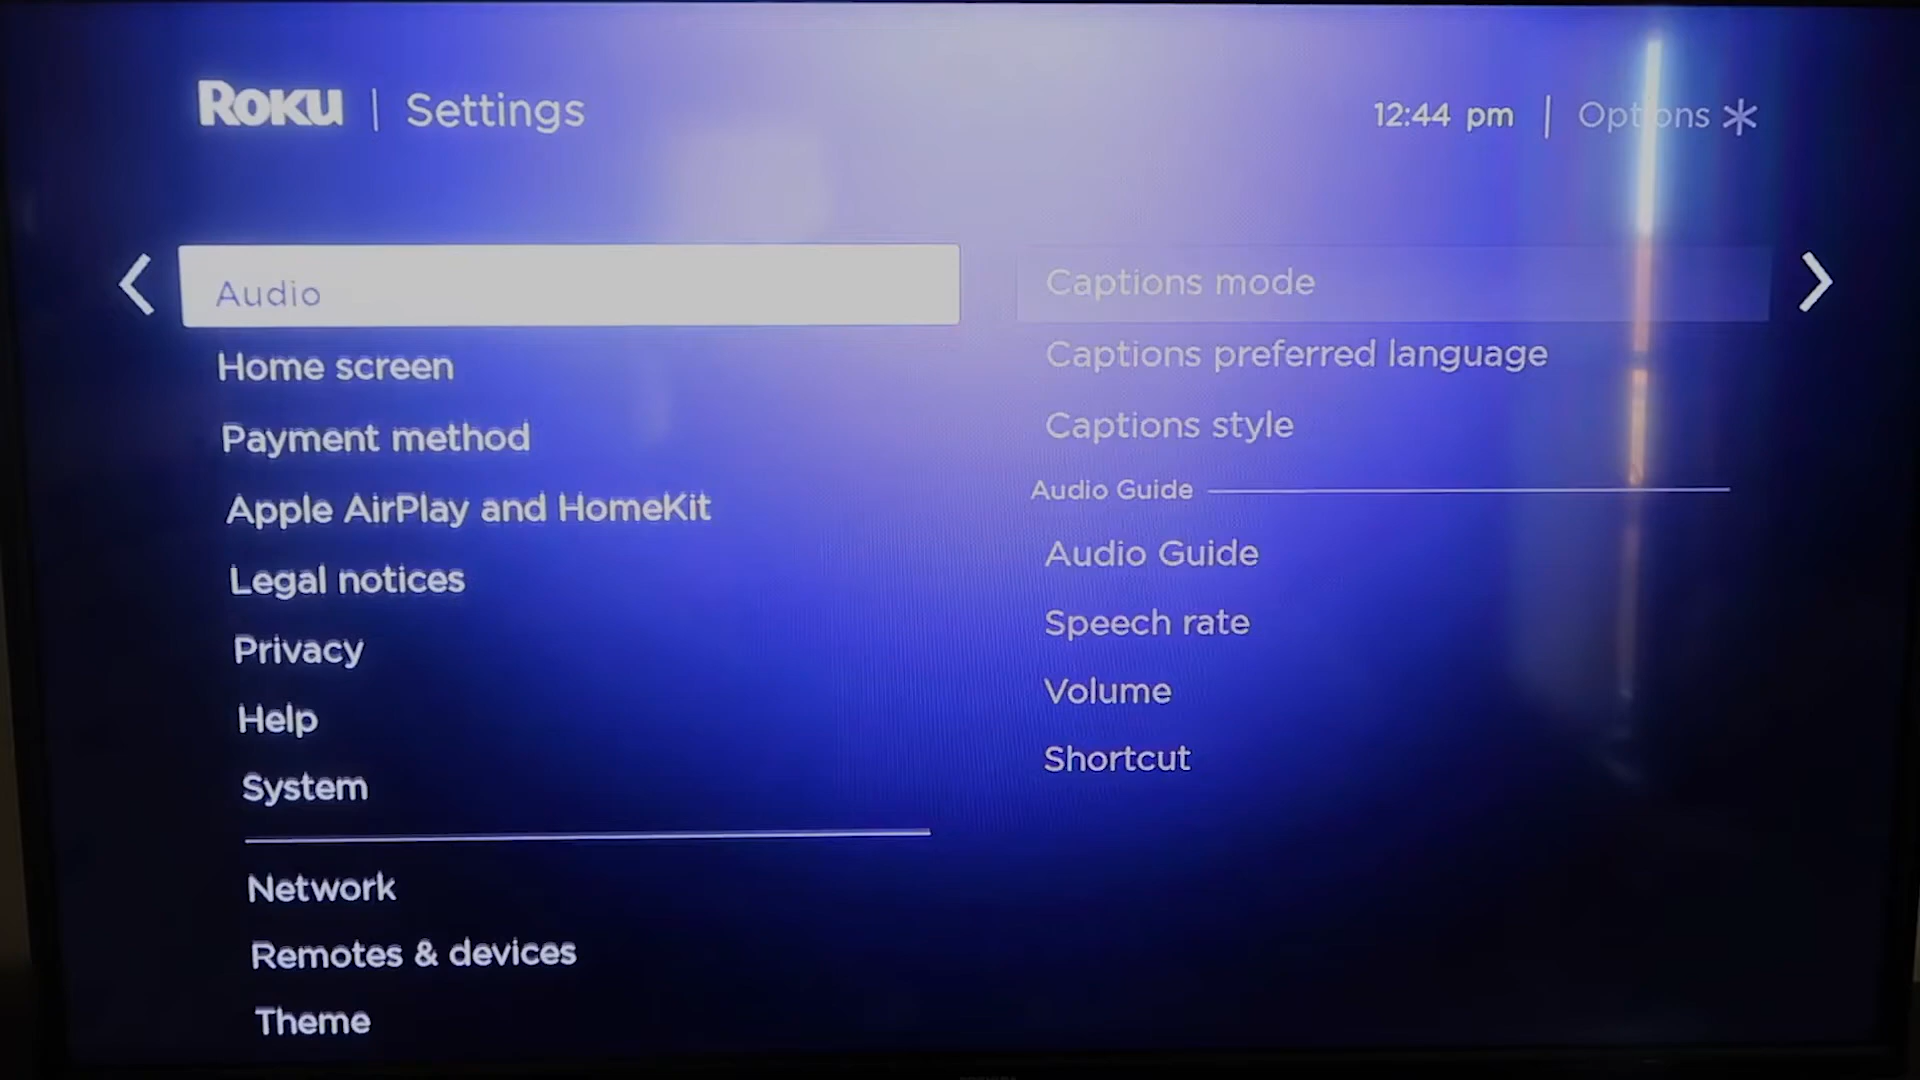 Roku | Settings
12:44 pm | Options *
Audio
Home screen
Payment method
Apple AirPlay and HomeKit
Legal notices
Privacy
Help
System
Network
Remotes & devices
Theme
Captions mode
Captions preferred language
Captions style
Audio Guide
Audio Guide
Speech rate
Volume
Shortcut